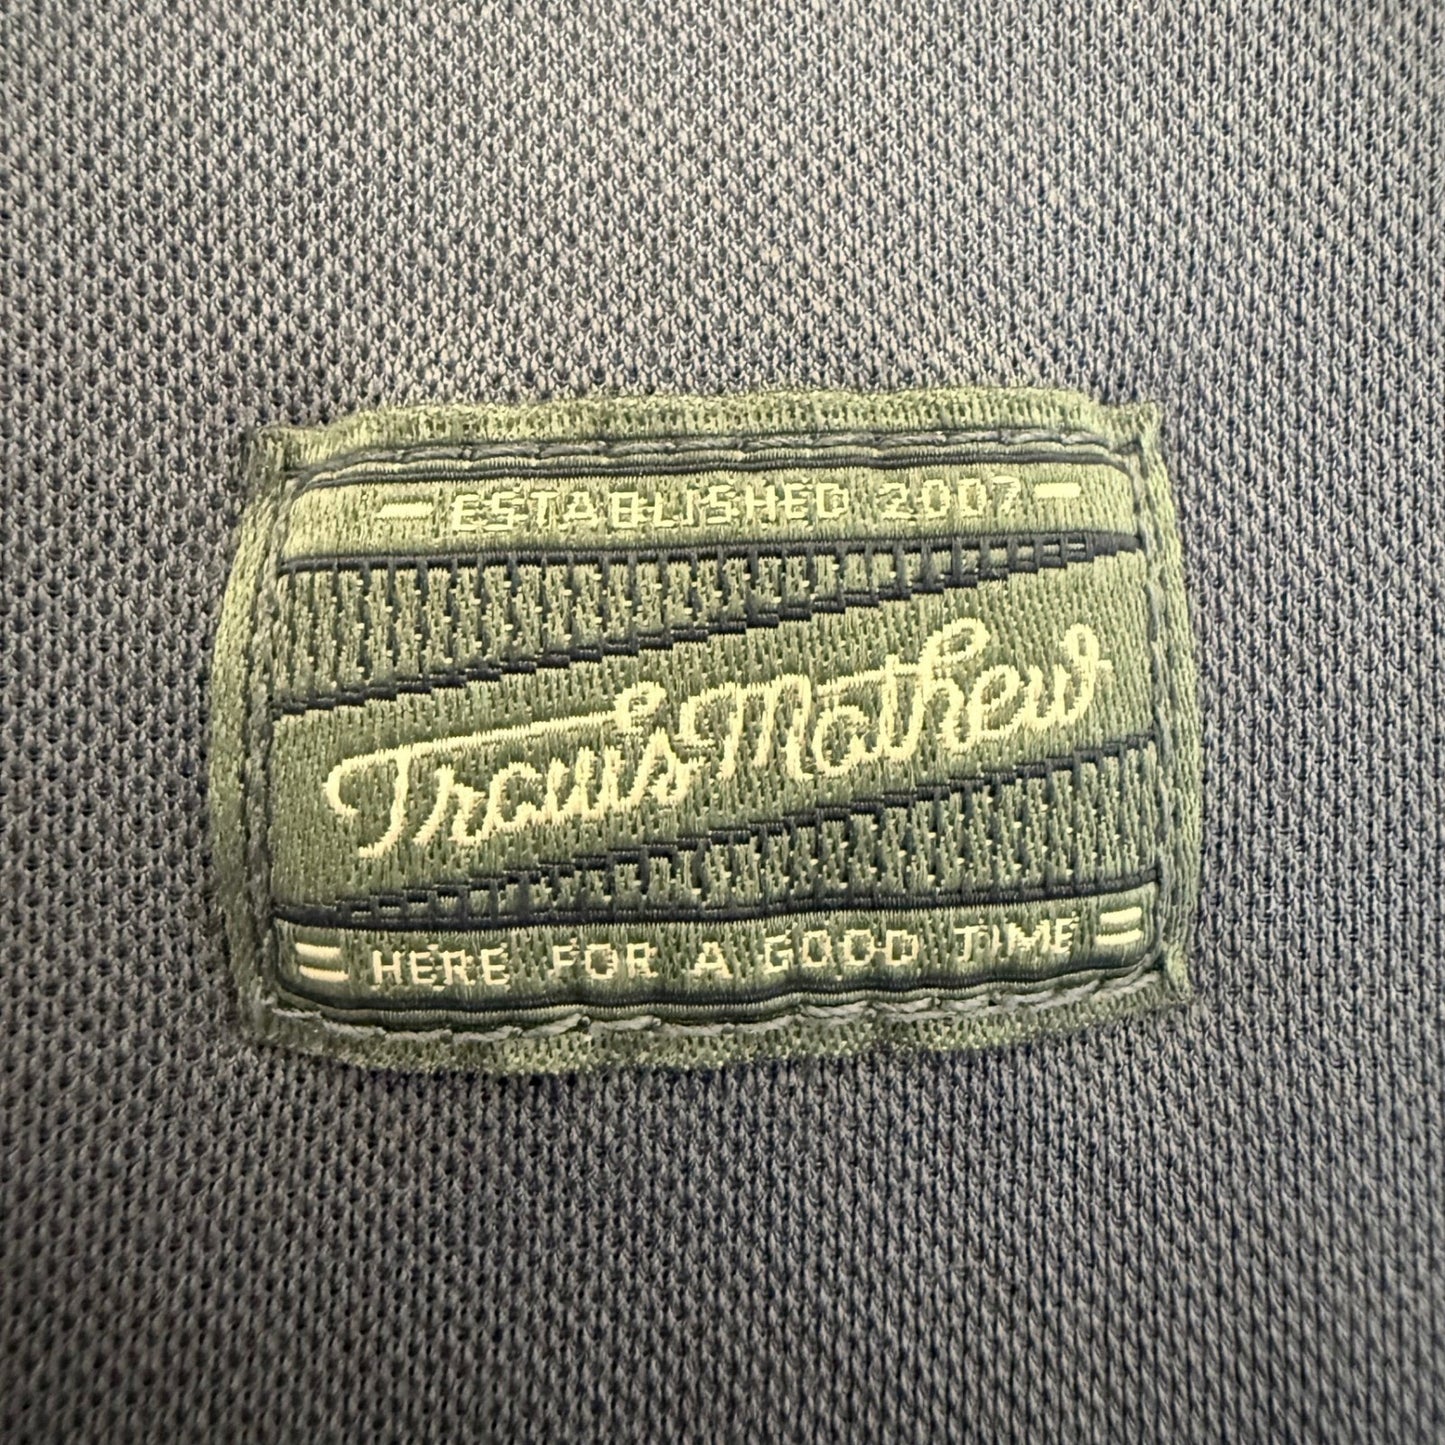 ESTABLISHED 2007
TravisMathew
HERE FOR A GOOD TIME